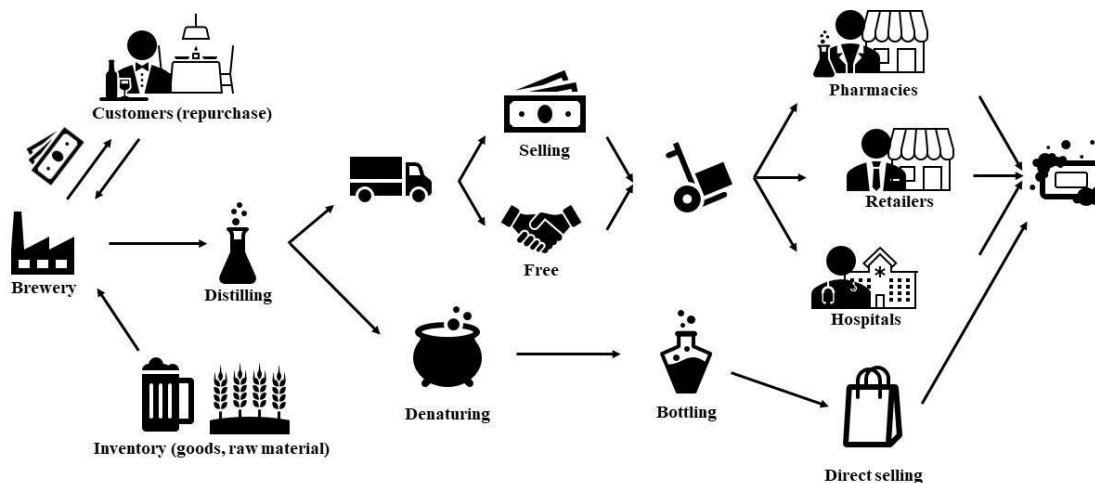 Customers (repurchase)
Selling
Pharmacies
Retailers
Brewery
Distilling
Free
Hospitals
Denaturing
Bottling
Inventory (goods, raw material)
Direct selling